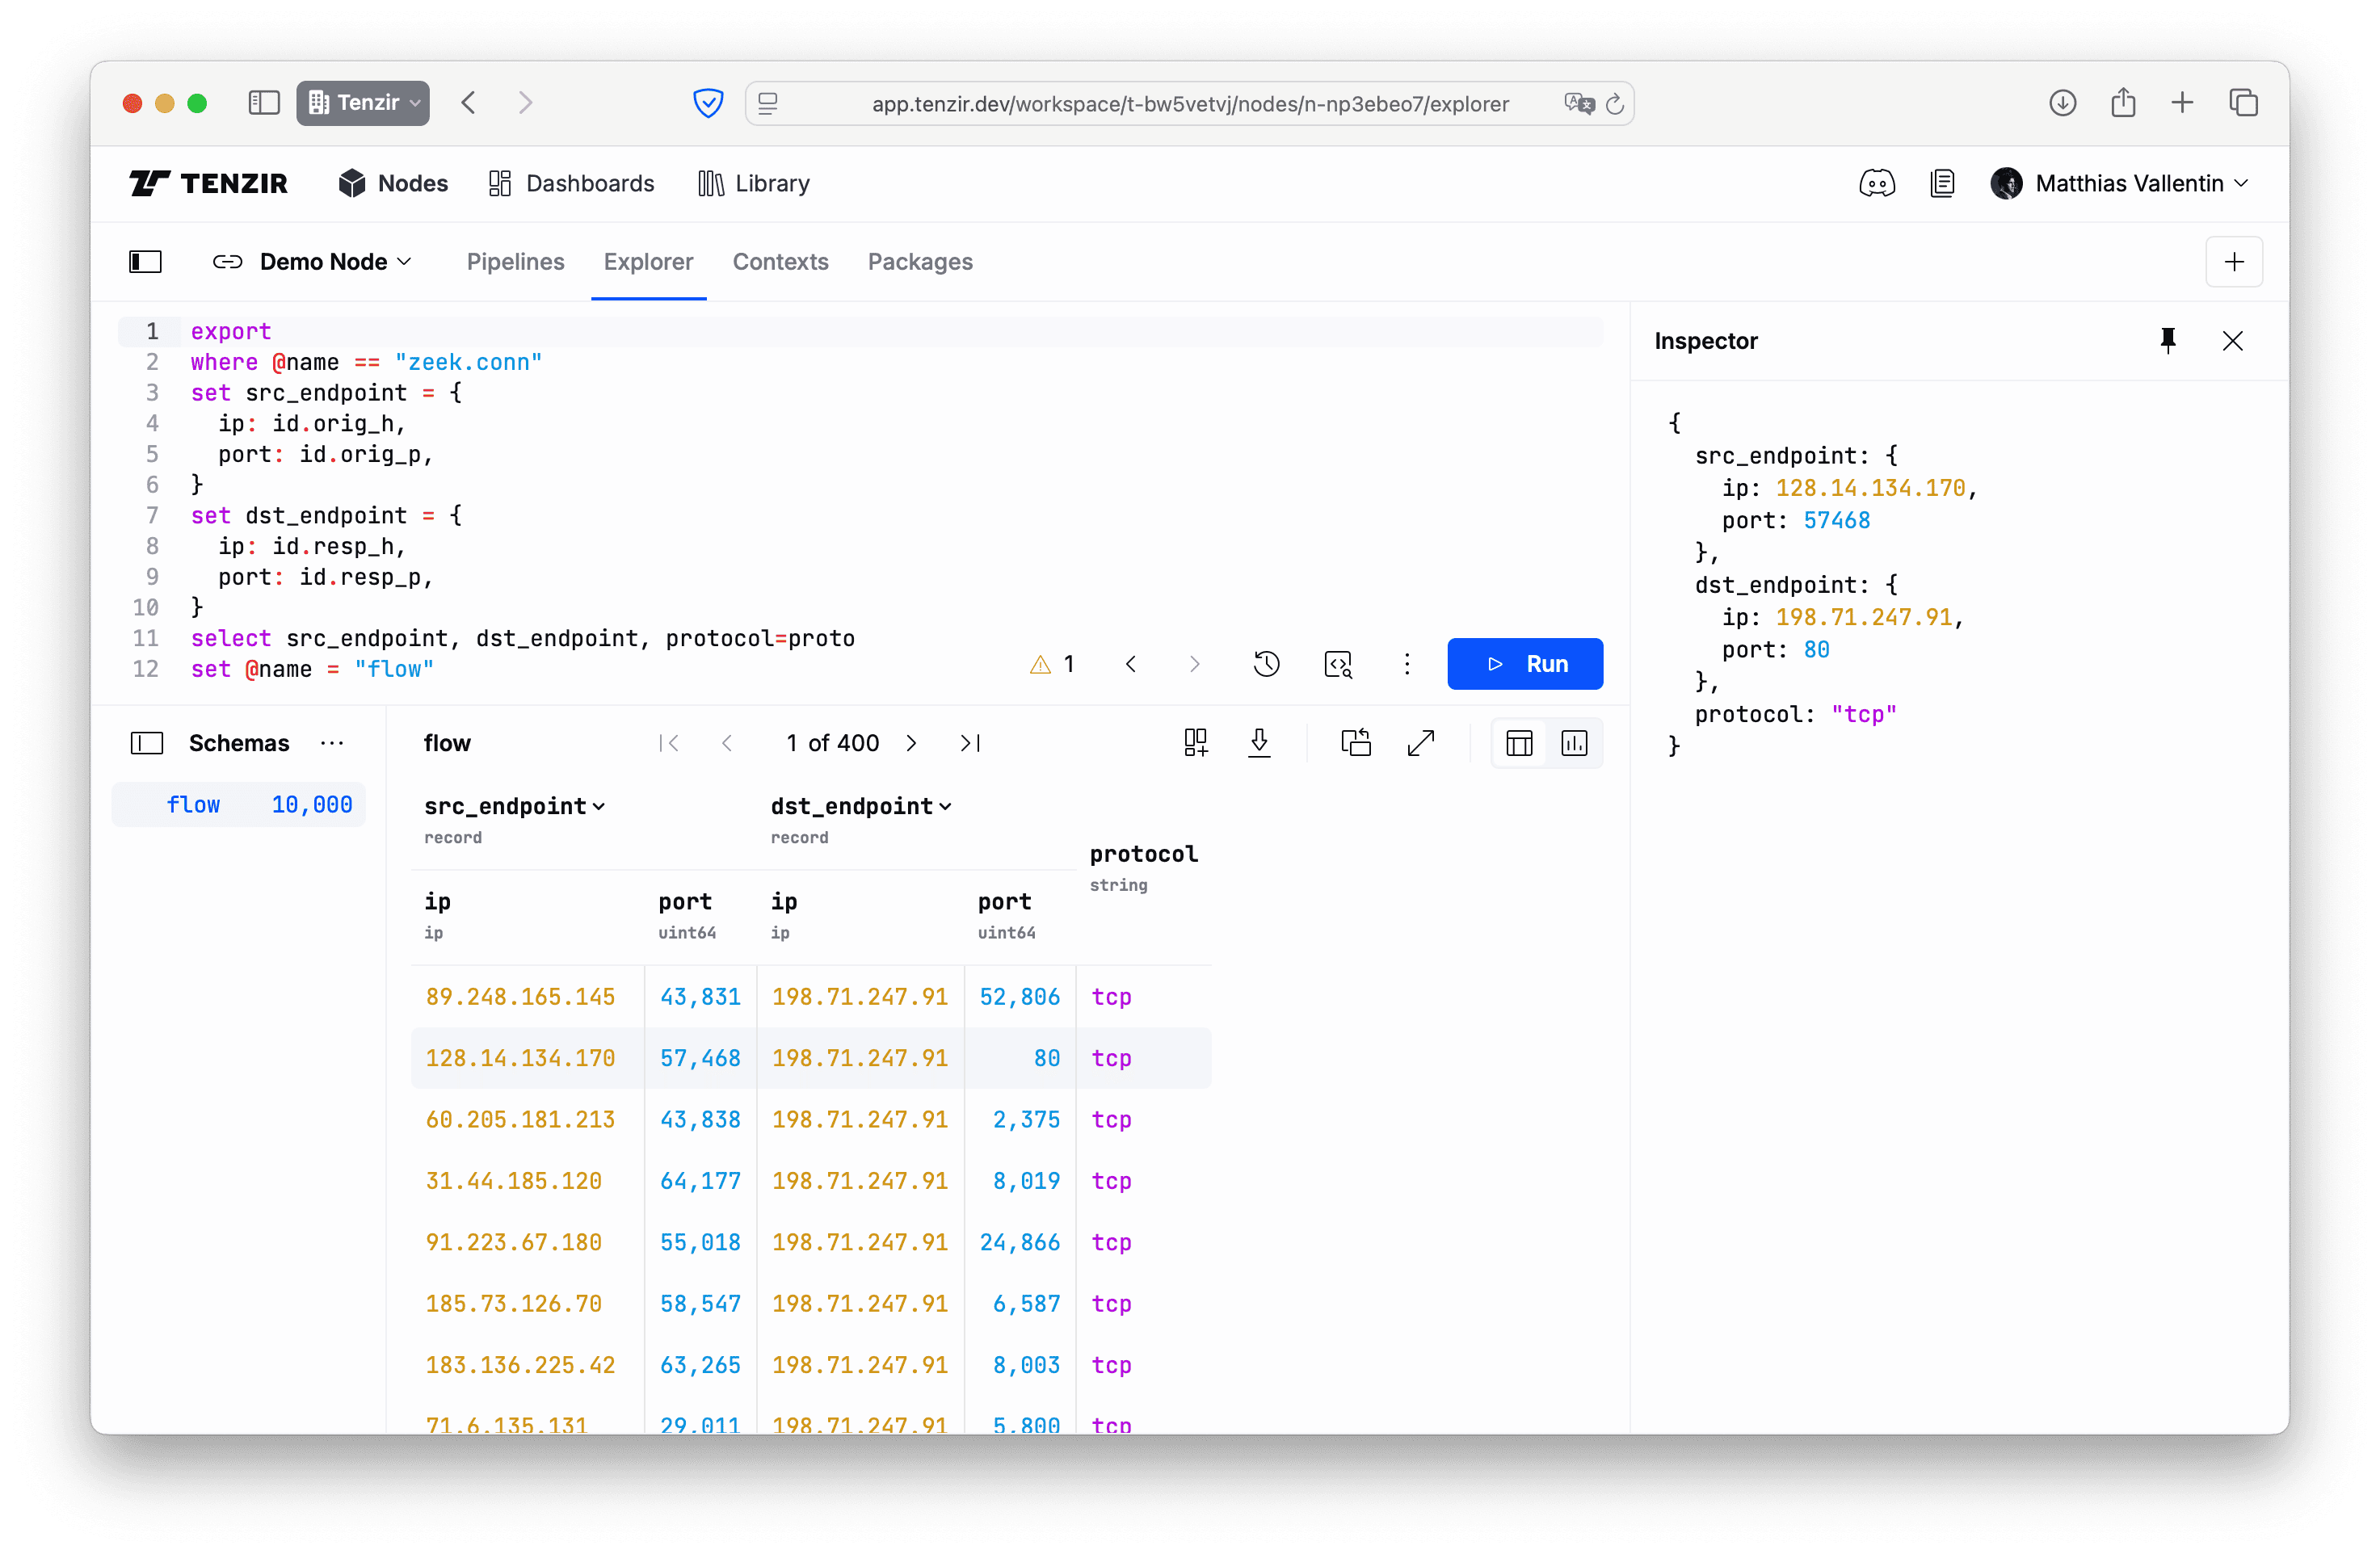 Tenzir
app.tenzir.dev/workspace/t-bw5vetvj/nodes/n-np3ebeo7/explorer
TENZIR
Nodes
Dashboards
Library
Matthias Vallentin
Demo Node
Pipelines
Explorer
Contexts
Packages
1 export
2 where @name == "zeek.conn"
3 set src_endpoint = {
4 ip: id.orig_h,
5 port: id.orig_p,
6 }
7 set dst_endpoint = {
8 ip: id.resp_h,
9 port: id.resp_p,
10 }
11 select src_endpoint, dst_endpoint, protocol=proto
12 set @name = "flow"
1
Run
Inspector
{
src_endpoint: {
ip: 128.14.134.170,
port: 57468
},
dst_endpoint: {
ip: 198.71.247.91,
port: 80
},
protocol: "tcp"
}
Schemas
flow 10,000
flow
1 of 400
src_endpoint dst_endpoint
record record
protocol
string
ip port ip port
ip uint64 ip uint64
89.248.165.145 43,831 198.71.247.91 52,806 tcp
128.14.134.170 57,468 198.71.247.91 80 tcp
60.205.181.213 43,838 198.71.247.91 2,375 tcp
31.44.185.120 64,177 198.71.247.91 8,019 tcp
91.223.67.180 55,018 198.71.247.91 24,866 tcp
185.73.126.70 58,547 198.71.247.91 6,587 tcp
183.136.225.42 63,265 198.71.247.91 8,003 tcp
71.6.135.131 29,011 198.71.247.91 5,800 tcp